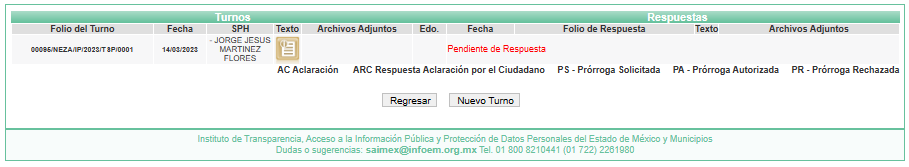 Turnos Respuestas
Folio del Turno Fecha SPH Texto Archivos Adjuntos Edo. Fecha Folio de Respuesta Texto Archivos Adjuntos
00095/NEZA/IP/2023/TSP/0001 14/03/2023 - JORGE JESUS MARTINEZ FLORES Pendiente de Respuesta
AC Aclaración ARC Respuesta Aclaración por el Ciudadano PS - Prórroga Solicitada PA - Prórroga Autorizada PR - Prórroga Rechazada
Regresar Nuevo Turno
Instituto de Transparencia, Acceso a la Información Pública y Protección de Datos Personales del Estado de México y Municipios
Dudas o sugerencias: saimex@infoem.org.mx Tel. 01 800 8210441 (01 722) 2261980